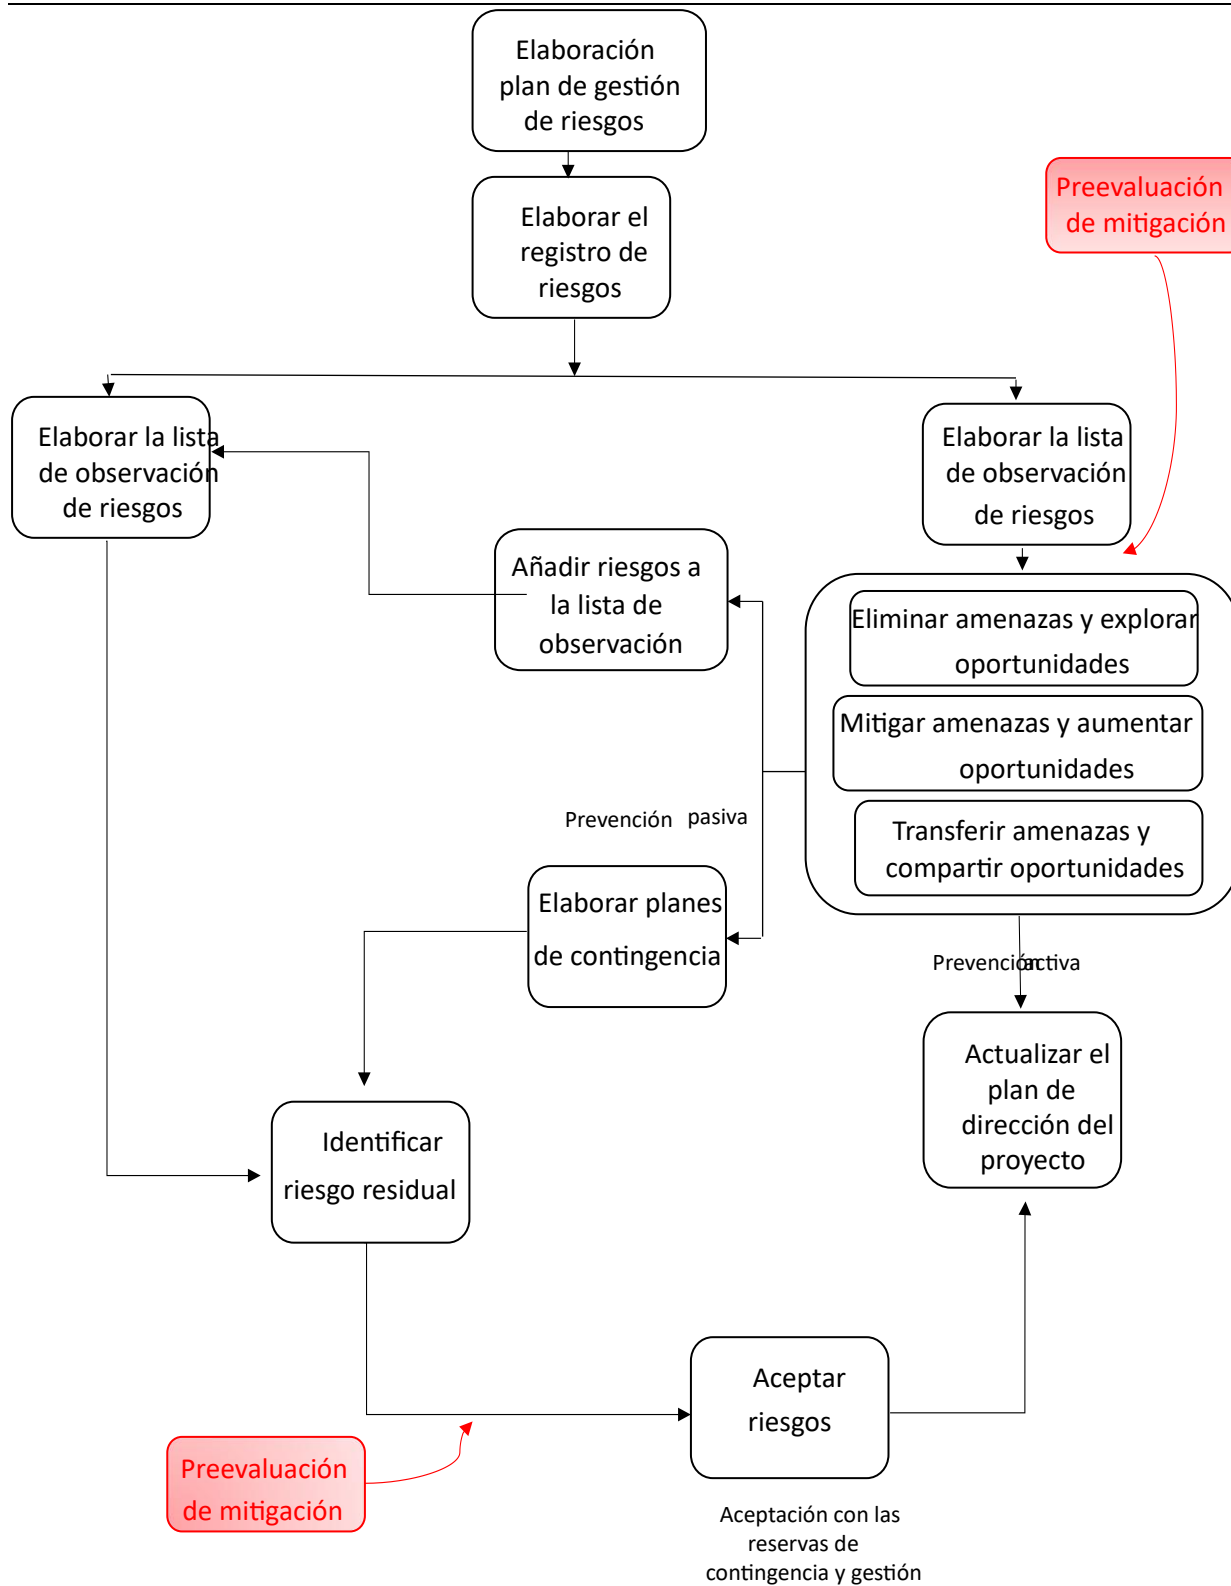 Elaboración
plan de gestión
de riesgos
Preevaluación
de mitigación
Elaborar el
registro de
riesgos
Elaborar la lista
de observación
de riesgos
Elaborar la lista
de observación
de riesgos
Añadir riesgos a
la lista de
observación
Eliminar amenazas y explorar
oportunidades
Mitigar amenazas y aumentar
oportunidades
Prevención pasiva
Transferir amenazas y
compartir oportunidades
Elaborar planes
de contingencia
Prevención activa
Actualizar el
plan de
dirección del
proyecto
Identificar
riesgo residual
Aceptar
riesgos
Preevaluación
de mitigación
Aceptación con las
reservas de
contingencia y gestión